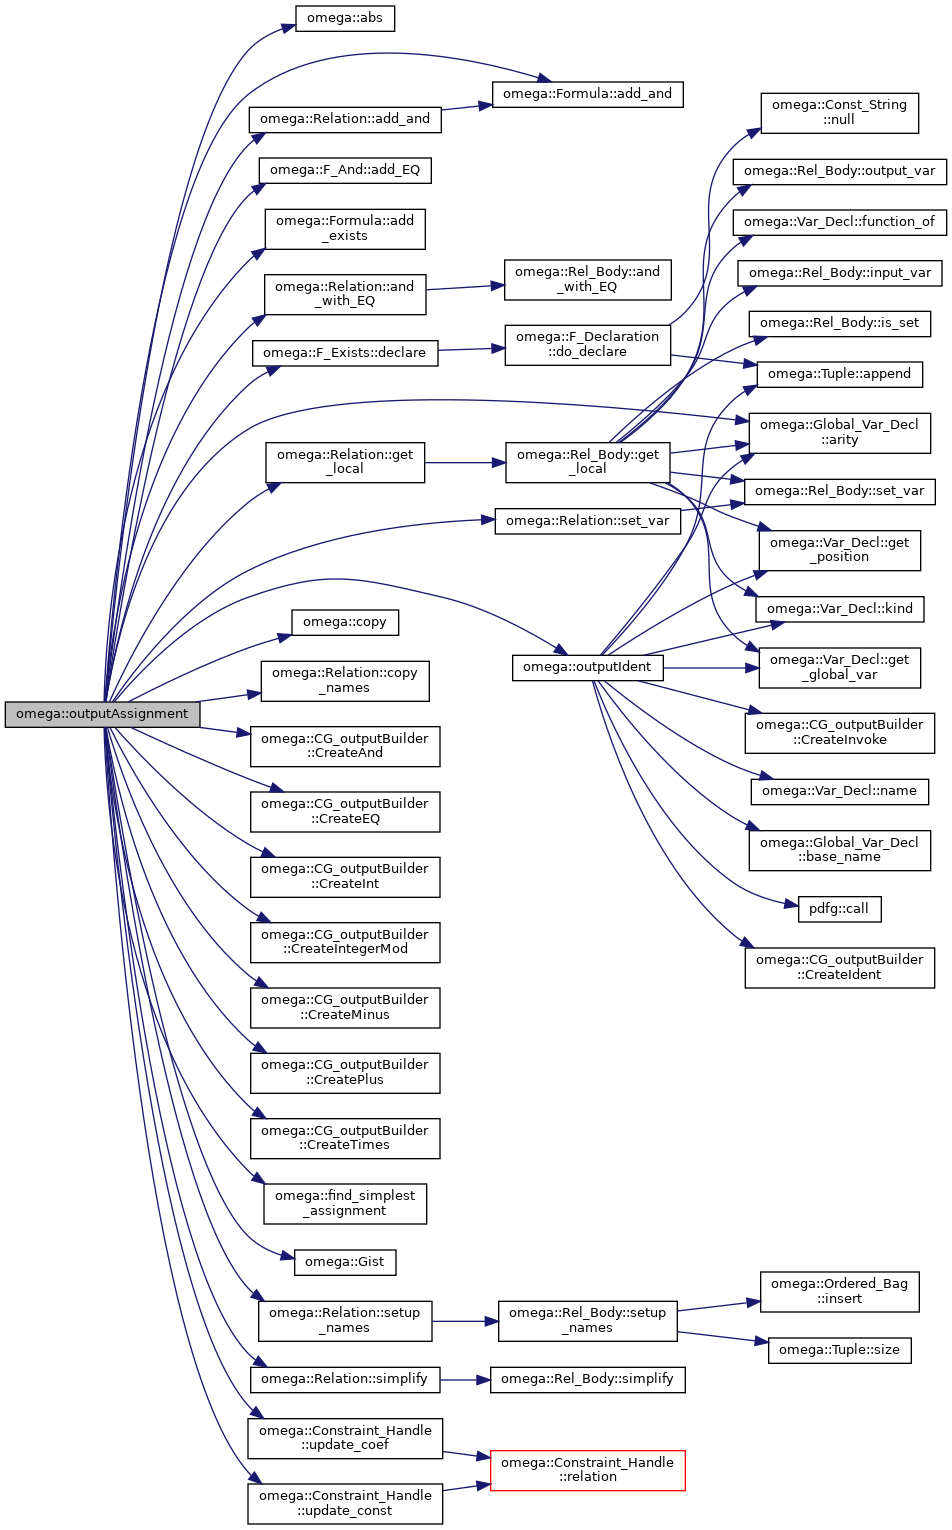 omega::outputAssignment
omega::abs
omega::Formula::add_and
omega::Relation::add_and
omega::F_And::add_EQ
omega::Formula::add
_exists
omega::Relation::and
_with_EQ
omega::Rel_Body::and
_with_EQ
omega::F_Exists::declare
omega::F_Declaration
::do_declare
omega::Const_String
::null
omega::Rel_Body::output_var
omega::Var_Decl::function_of
omega::Rel_Body::input_var
omega::Rel_Body::is_set
omega::Tuple::append
omega::Global_Var_Decl
::arity
omega::Relation::get
_local
omega::Rel_Body::get
_local
omega::Rel_Body::set_var
omega::Relation::set_var
omega::Var_Decl::get
_position
omega::Var_Decl::kind
omega::Var_Decl::get
_global_var
omega::copy
omega::outputIdent
omega::Relation::copy
_names
omega::CG_outputBuilder
::CreateInvoke
omega::Var_Decl::name
omega::Global_Var_Decl
::base_name
pdfg::call
omega::CG_outputBuilder
::CreateIdent
omega::CG_outputBuilder
::CreateAnd
omega::CG_outputBuilder
::CreateEQ
omega::CG_outputBuilder
::CreateInt
omega::CG_outputBuilder
::CreateIntegerMod
omega::CG_outputBuilder
::CreateMinus
omega::CG_outputBuilder
::CreatePlus
omega::CG_outputBuilder
::CreateTimes
omega::find_simplest
_assignment
omega::Gist
omega::Relation::setup
_names
omega::Rel_Body::setup
_names
omega::Ordered_Bag
::insert
omega::Tuple::size
omega::Relation::simplify
omega::Rel_Body::simplify
omega::Constraint_Handle
::update_coef
omega::Constraint_Handle
::relation
omega::Constraint_Handle
::update_const